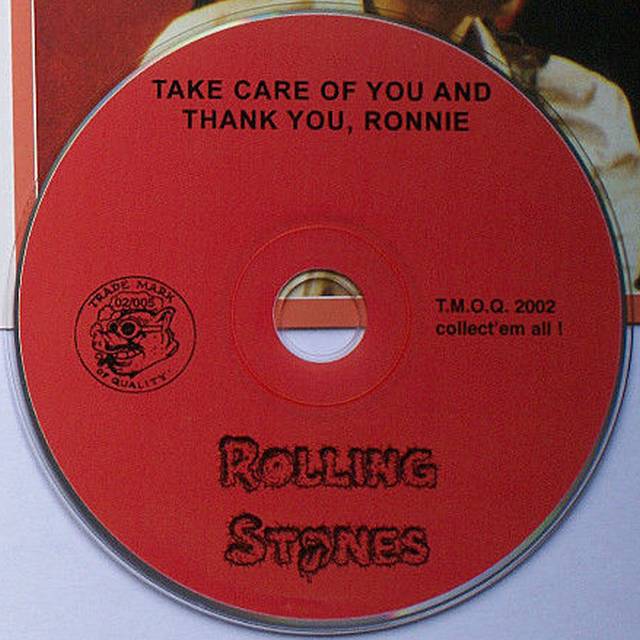 TAKE CARE OF YOU AND
THANK YOU, RONNIE
TRADE MARK
02/005
OF QUALITY
T.M.O.Q. 2002
collect'em all !
ROLLING
STONES